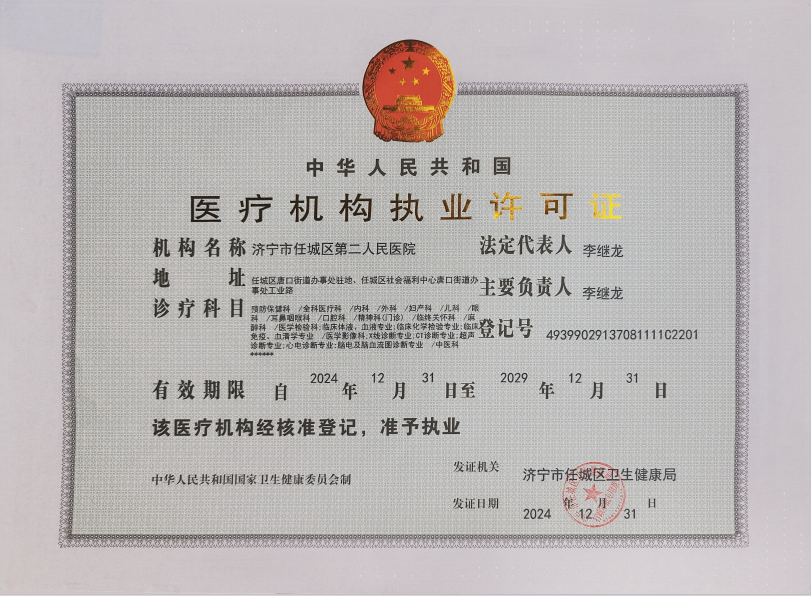 中华人民共和国
医疗机构执业许可证
机构名称 济宁市任城区第二人民医院
法定代表人 李继龙
地址 任城区唐口街道办事处驻地、任城区社会福利中心唐口街道办
事处工业路
主要负责人 李继龙
诊疗科目 预防保健科 /全科医疗科 /内科 /外科 /妇产科 /儿科 /眼
科 /耳鼻咽喉科 /口腔科 /精神科(门诊) /临终关怀科 /麻
醉科 /医学检验科;临床体液、血液专业;临床化学检验专业;临床
免疫、血清学专业 /医学影像科;X线诊断专业;CT诊断专业;超声
诊断专业;心电诊断专业;脑电及脑血流图诊断专业 /中医科
******
登记号 49399029137081111C2201
有效期限 自 2024 年 12 月 31 日至 2029 年 12 月 31 日
该医疗机构经核准登记，准予执业
中华人民共和国国家卫生健康委员会制
发证机关 济宁市任城区卫生健康局
发证日期 2024 年 12 月 31 日